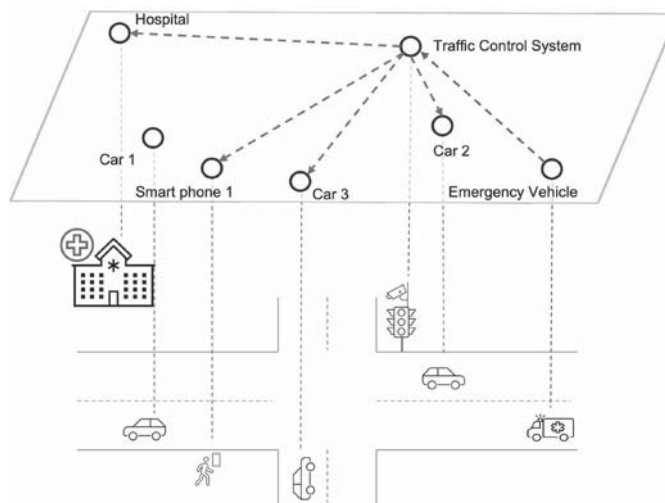 Hospital
Traffic Control System
Car 1
Smart phone 1
Car 3
Car 2
Emergency Vehicle